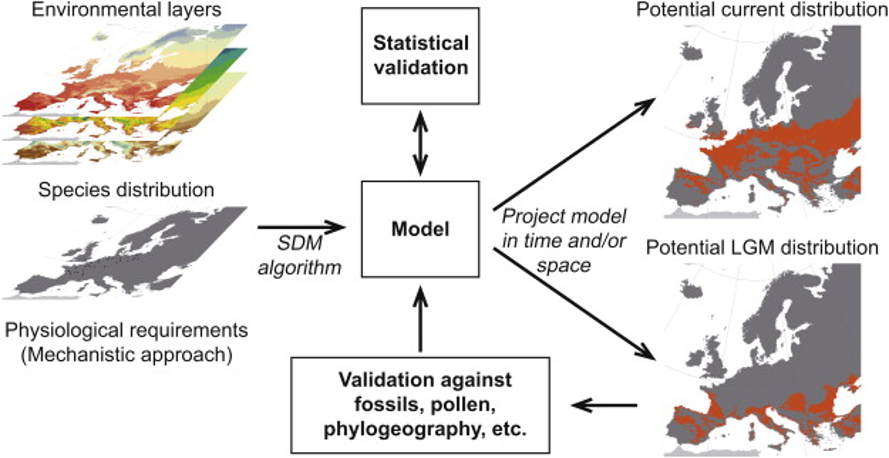 Environmental layers
Species distribution
Physiological requirements
(Mechanistic approach)
SDM
algorithm
Statistical
validation
Model
Validation against
fossils, pollen,
phylogeography, etc.
Project model
in time and/or
space
Potential current distribution
Potential LGM distribution